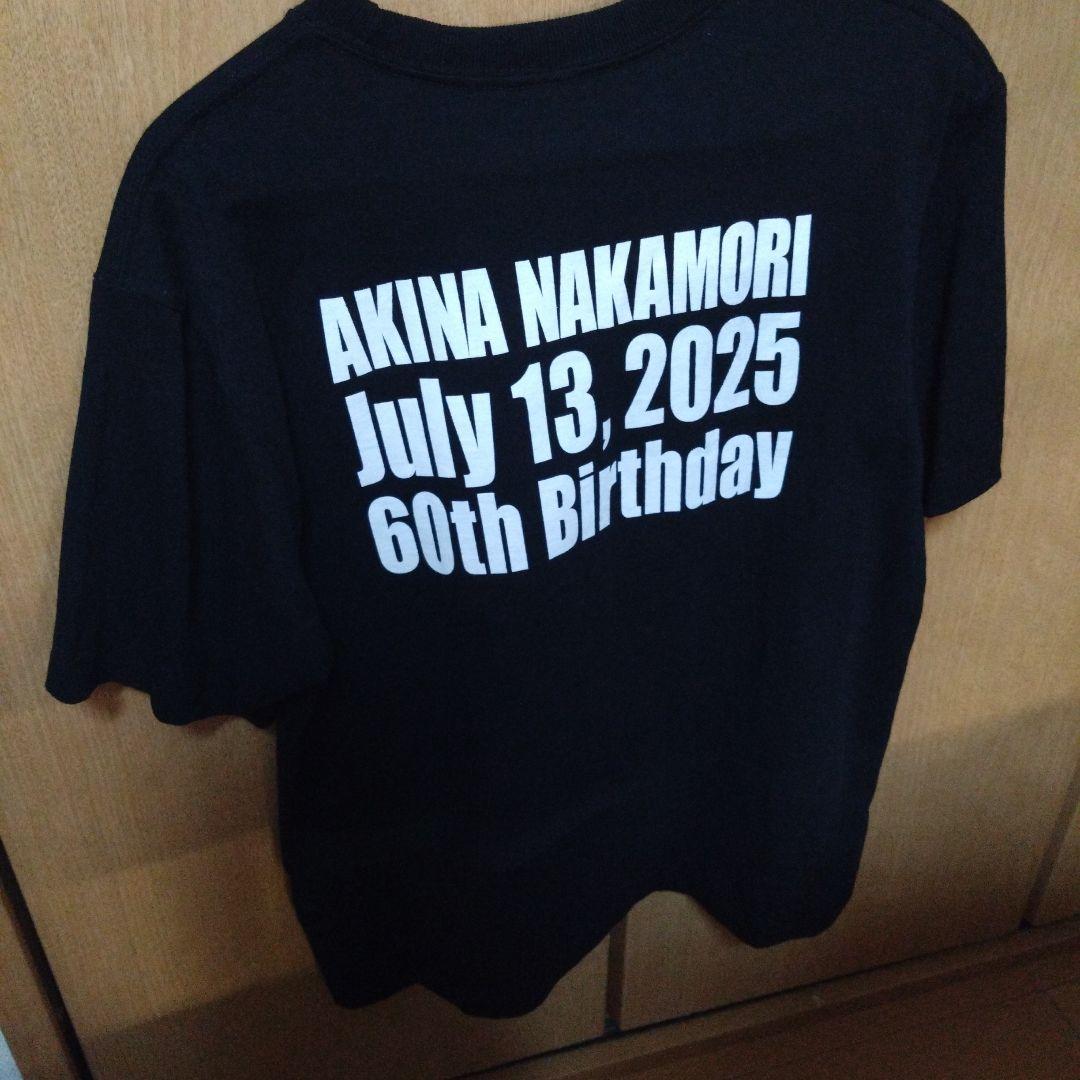 AKINA NAKAMORI
July 13, 2025
60th Birthday